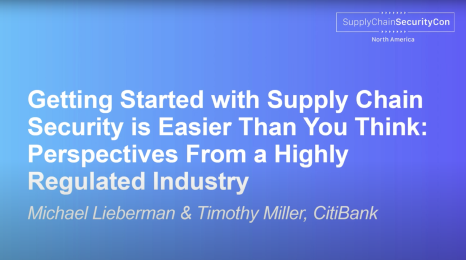 SupplyChainSecurityCon
North America
Getting Started with Supply Chain
Security is Easier Than You Think:
Perspectives From a Highly
Regulated Industry
Michael Lieberman & Timothy Miller, CitiBank